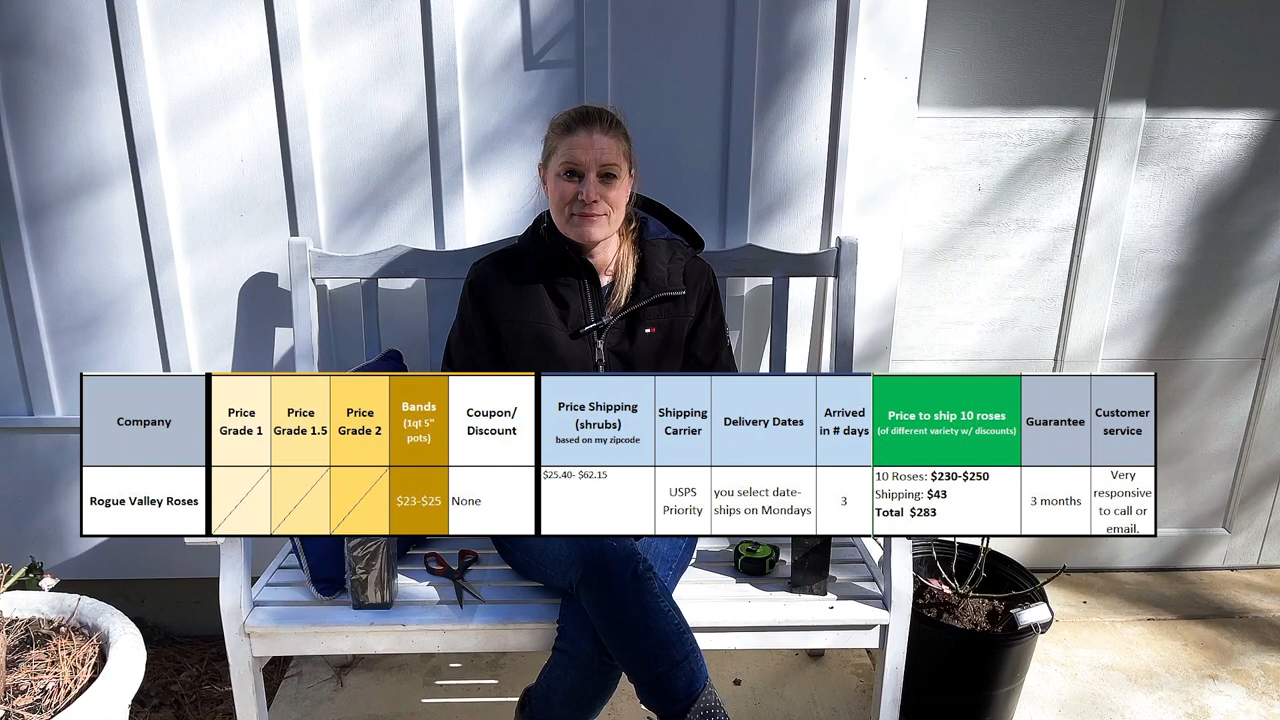 Company
Price
Grade 1
Price
Grade 1.5
Price
Grade 2
Bands
(1qt 5"
pots)
Coupon/
Discount
Price Shipping
(shrubs)
based on my zipcode
Shipping
Carrier
Delivery Dates
Arrived
in # days
Price to ship 10 roses
(of different variety w/ discounts)
Guarantee
Customer
service
Rogue Valley Roses
$23-$25
None
$25.40- $62.15
USPS
Priority
you select date-
ships on Mondays
3
10 Roses: $230-$250
Shipping: $43
Total $283
3 months
Very
responsive
to call or
email.